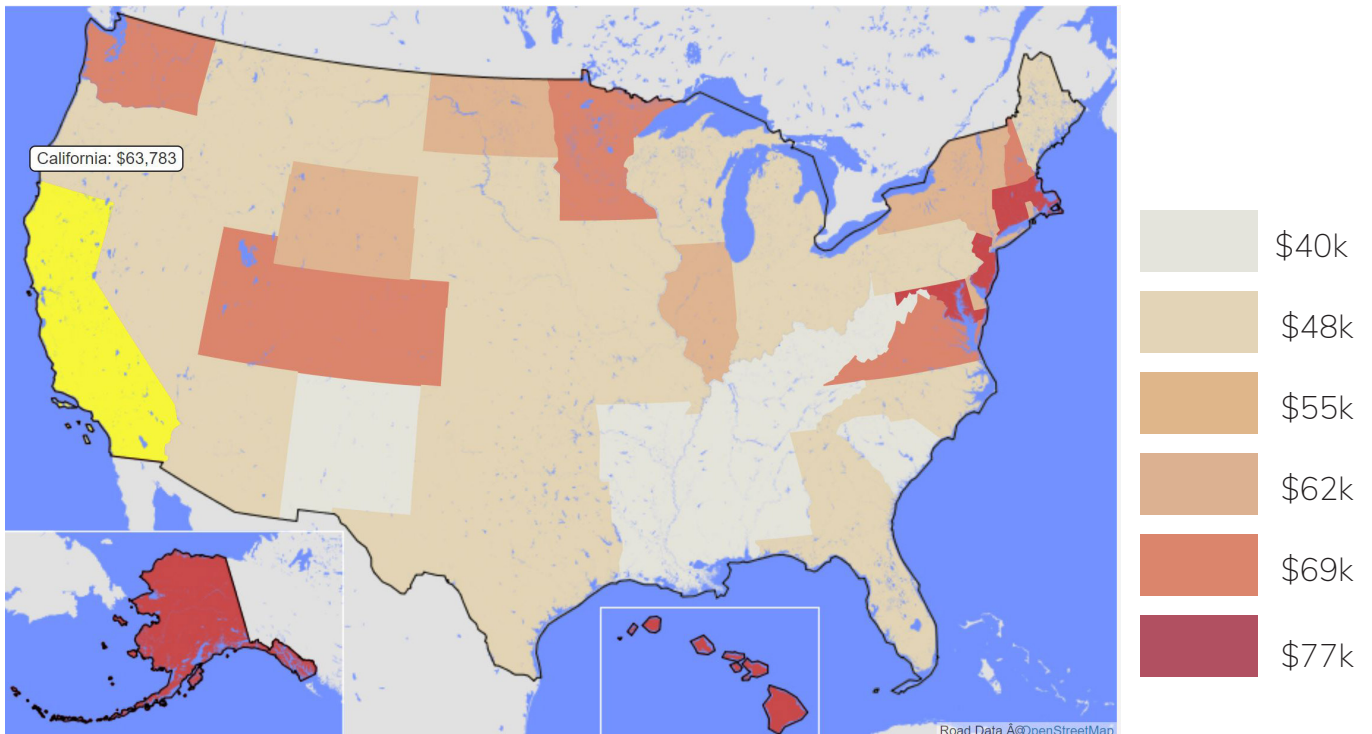 California: $63,783
$40k
$48k
$55k
$62k
$69k
$77k
Road Data Â@OpenStreetMap